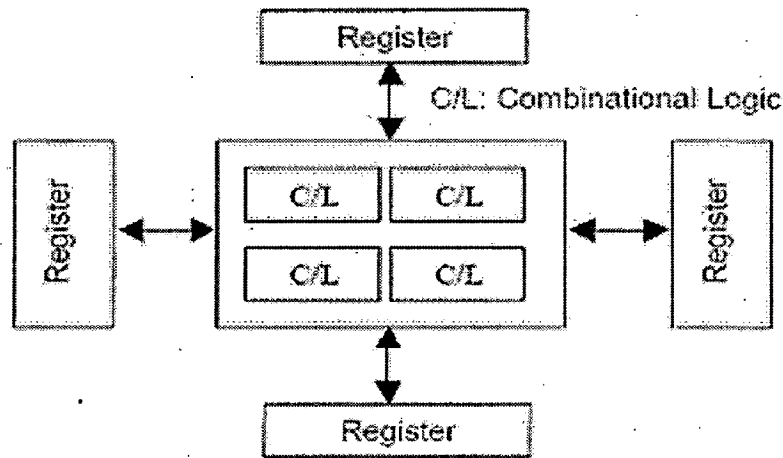 Register
C/L: Combinational Logic
Register
C/L C/L
Register
C/L C/L
Register